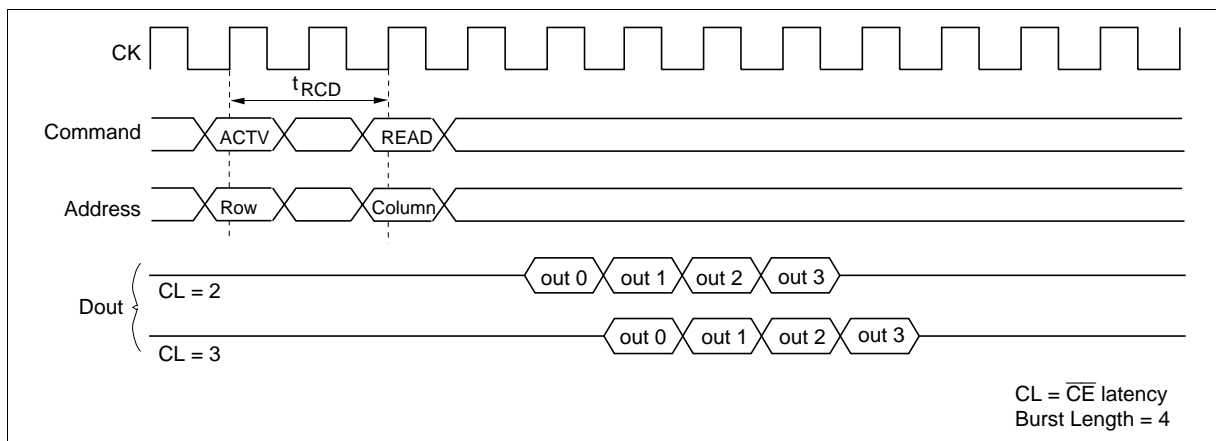 CK
tRCD
Command ACTV READ
Address Row Column
Dout
CL = 2 out 0 out 1 out 2 out 3
CL = 3 out 0 out 1 out 2 out 3
CL = C̅E̅ latency
Burst Length = 4